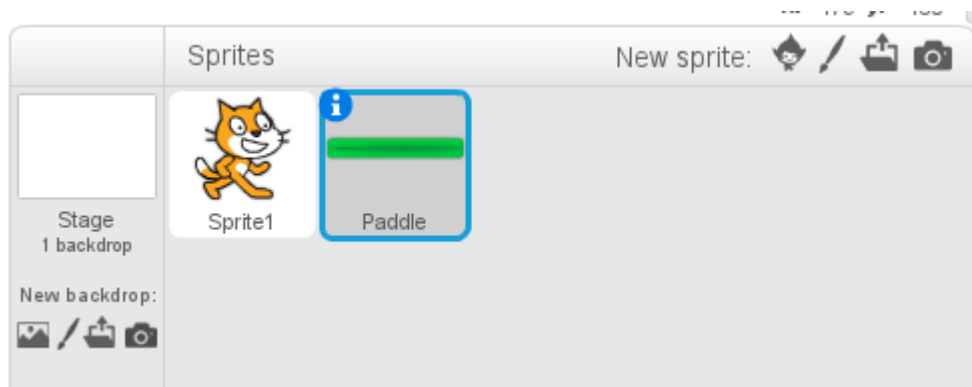 Sprites
New sprite:
i
Sprite1
Paddle
Stage
1 backdrop
New backdrop: